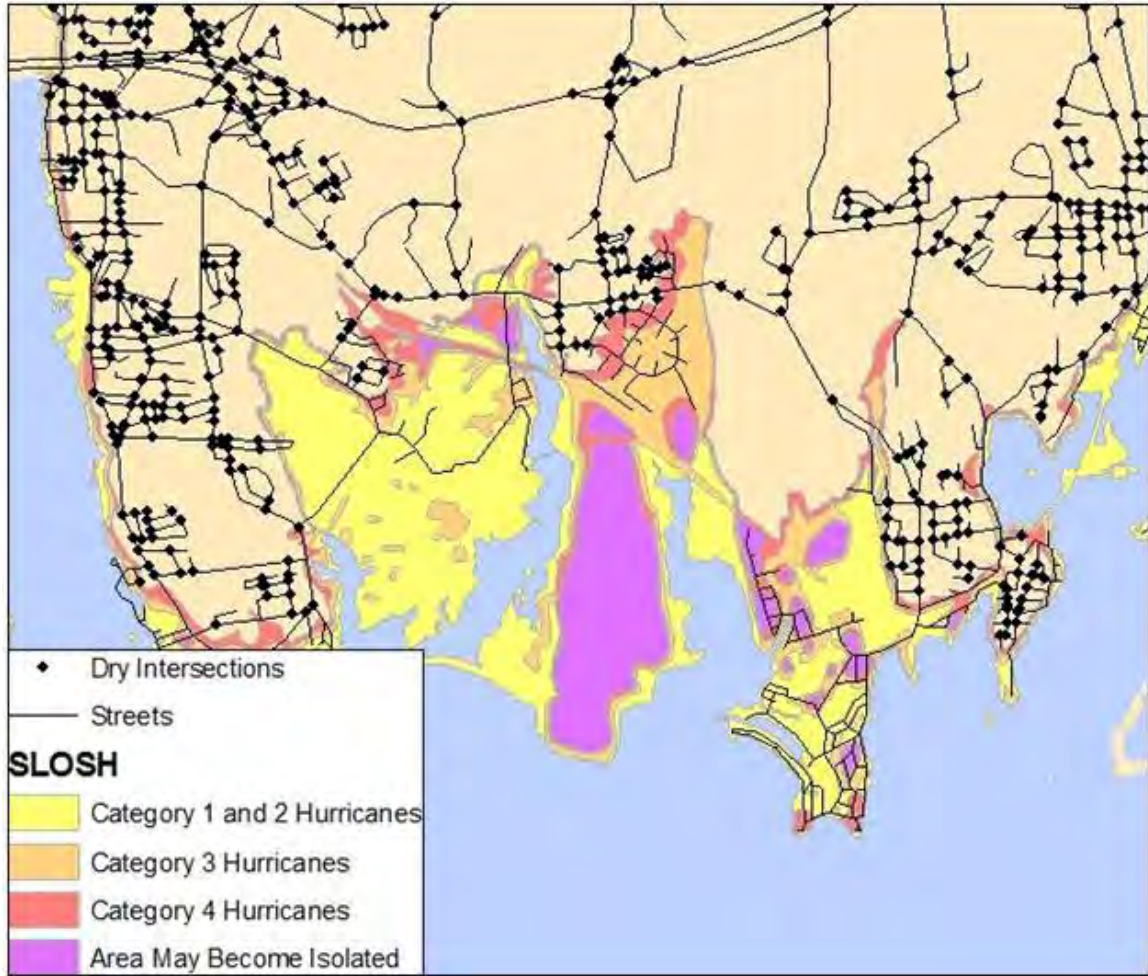 Dry Intersections
Streets
SLOSH
Category 1 and 2 Hurricanes
Category 3 Hurricanes
Category 4 Hurricanes
Area May Become Isolated